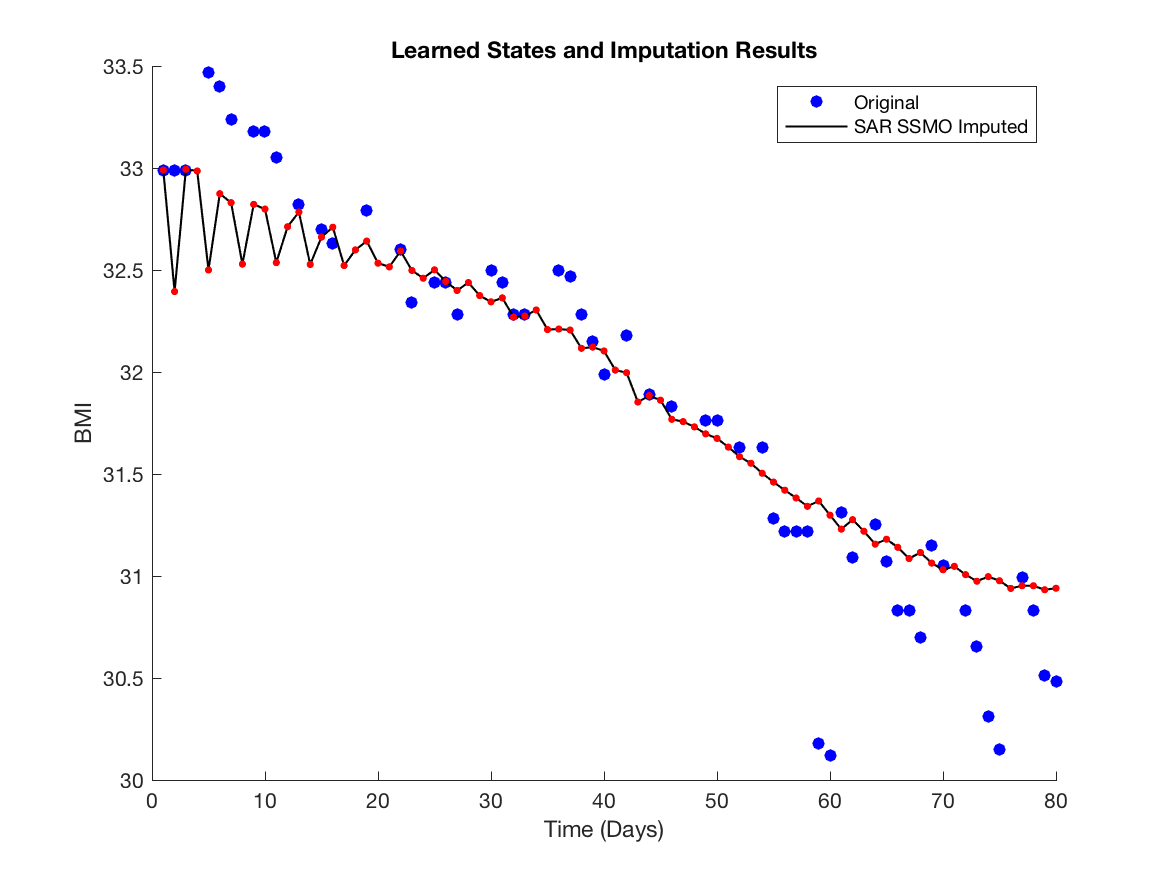 Learned States and Imputation Results
Original
SAR SSMO Imputed
33.5
33
32.5
32
31.5
31
30.5
30
BMI
0 10 20 30 40 50 60 70 80
Time (Days)